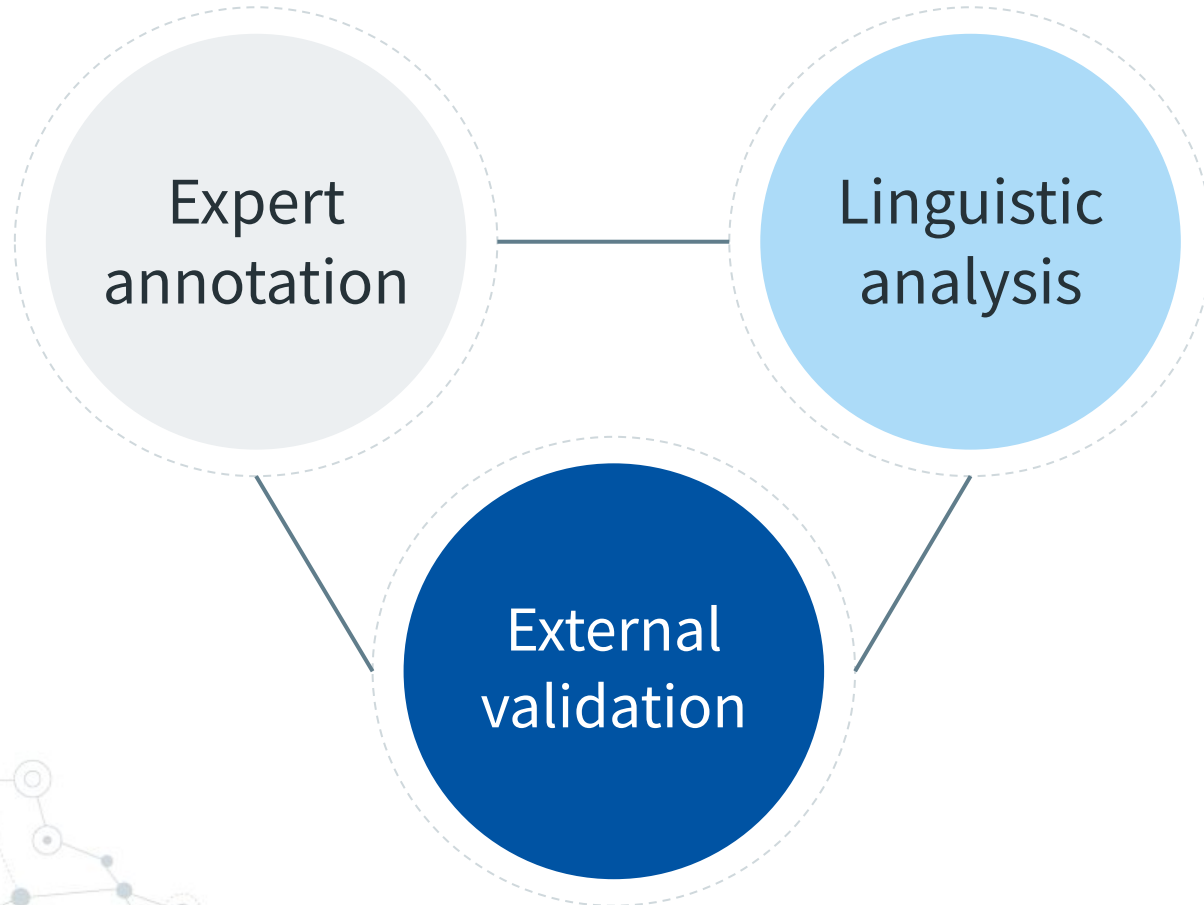 Expert
annotation
Linguistic
analysis
External
validation